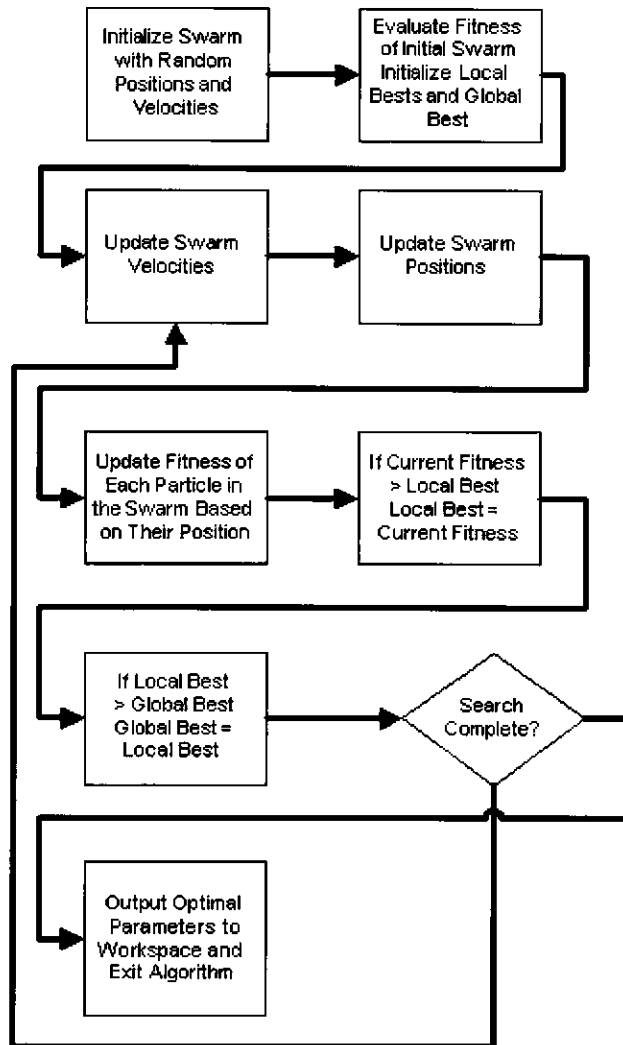 Initialize Swarm
with Random
Positions and
Velocities
Evaluate Fitness
of Initial Swarm
Initialize Local
Bests and Global
Best
Update Swarm
Velocities
Update Swarm
Positions
Update Fitness of
Each Particle in
the Swarm Based
on Their Position
If Current Fitness
> Local Best
Local Best =
Current Fitness
If Local Best
> Global Best
Global Best =
Local Best
Search
Complete?
Output Optimal
Parameters to
Workspace and
Exit Algorithm